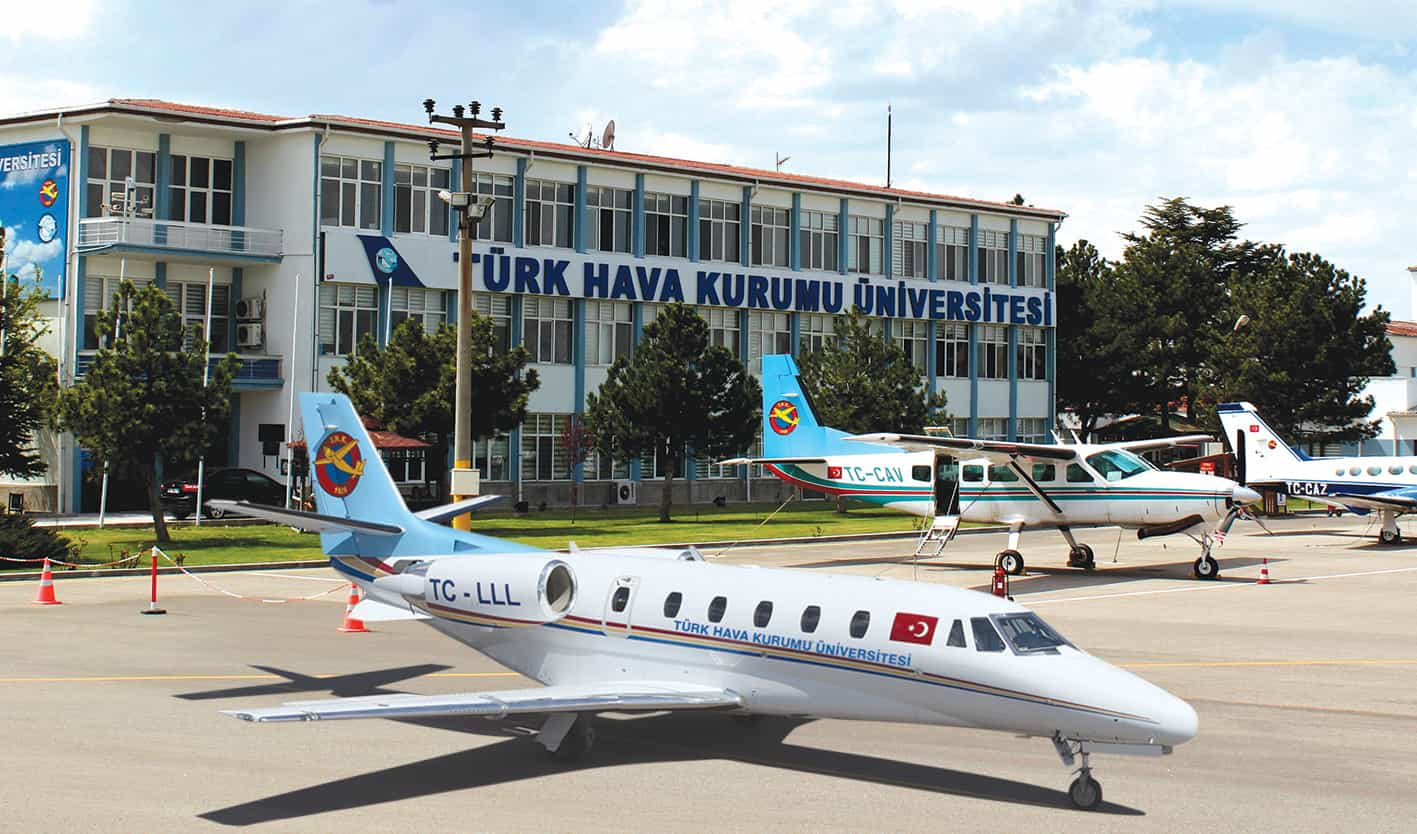 VERSİTESİ
TÜRK HAVA KURUMU ÜNİVERSİTESİ
TC-CAV
TC-CAZ
T.H.K.
1925
TC - LLL
TÜRK HAVA KURUMU ÜNİVERSİTESİ